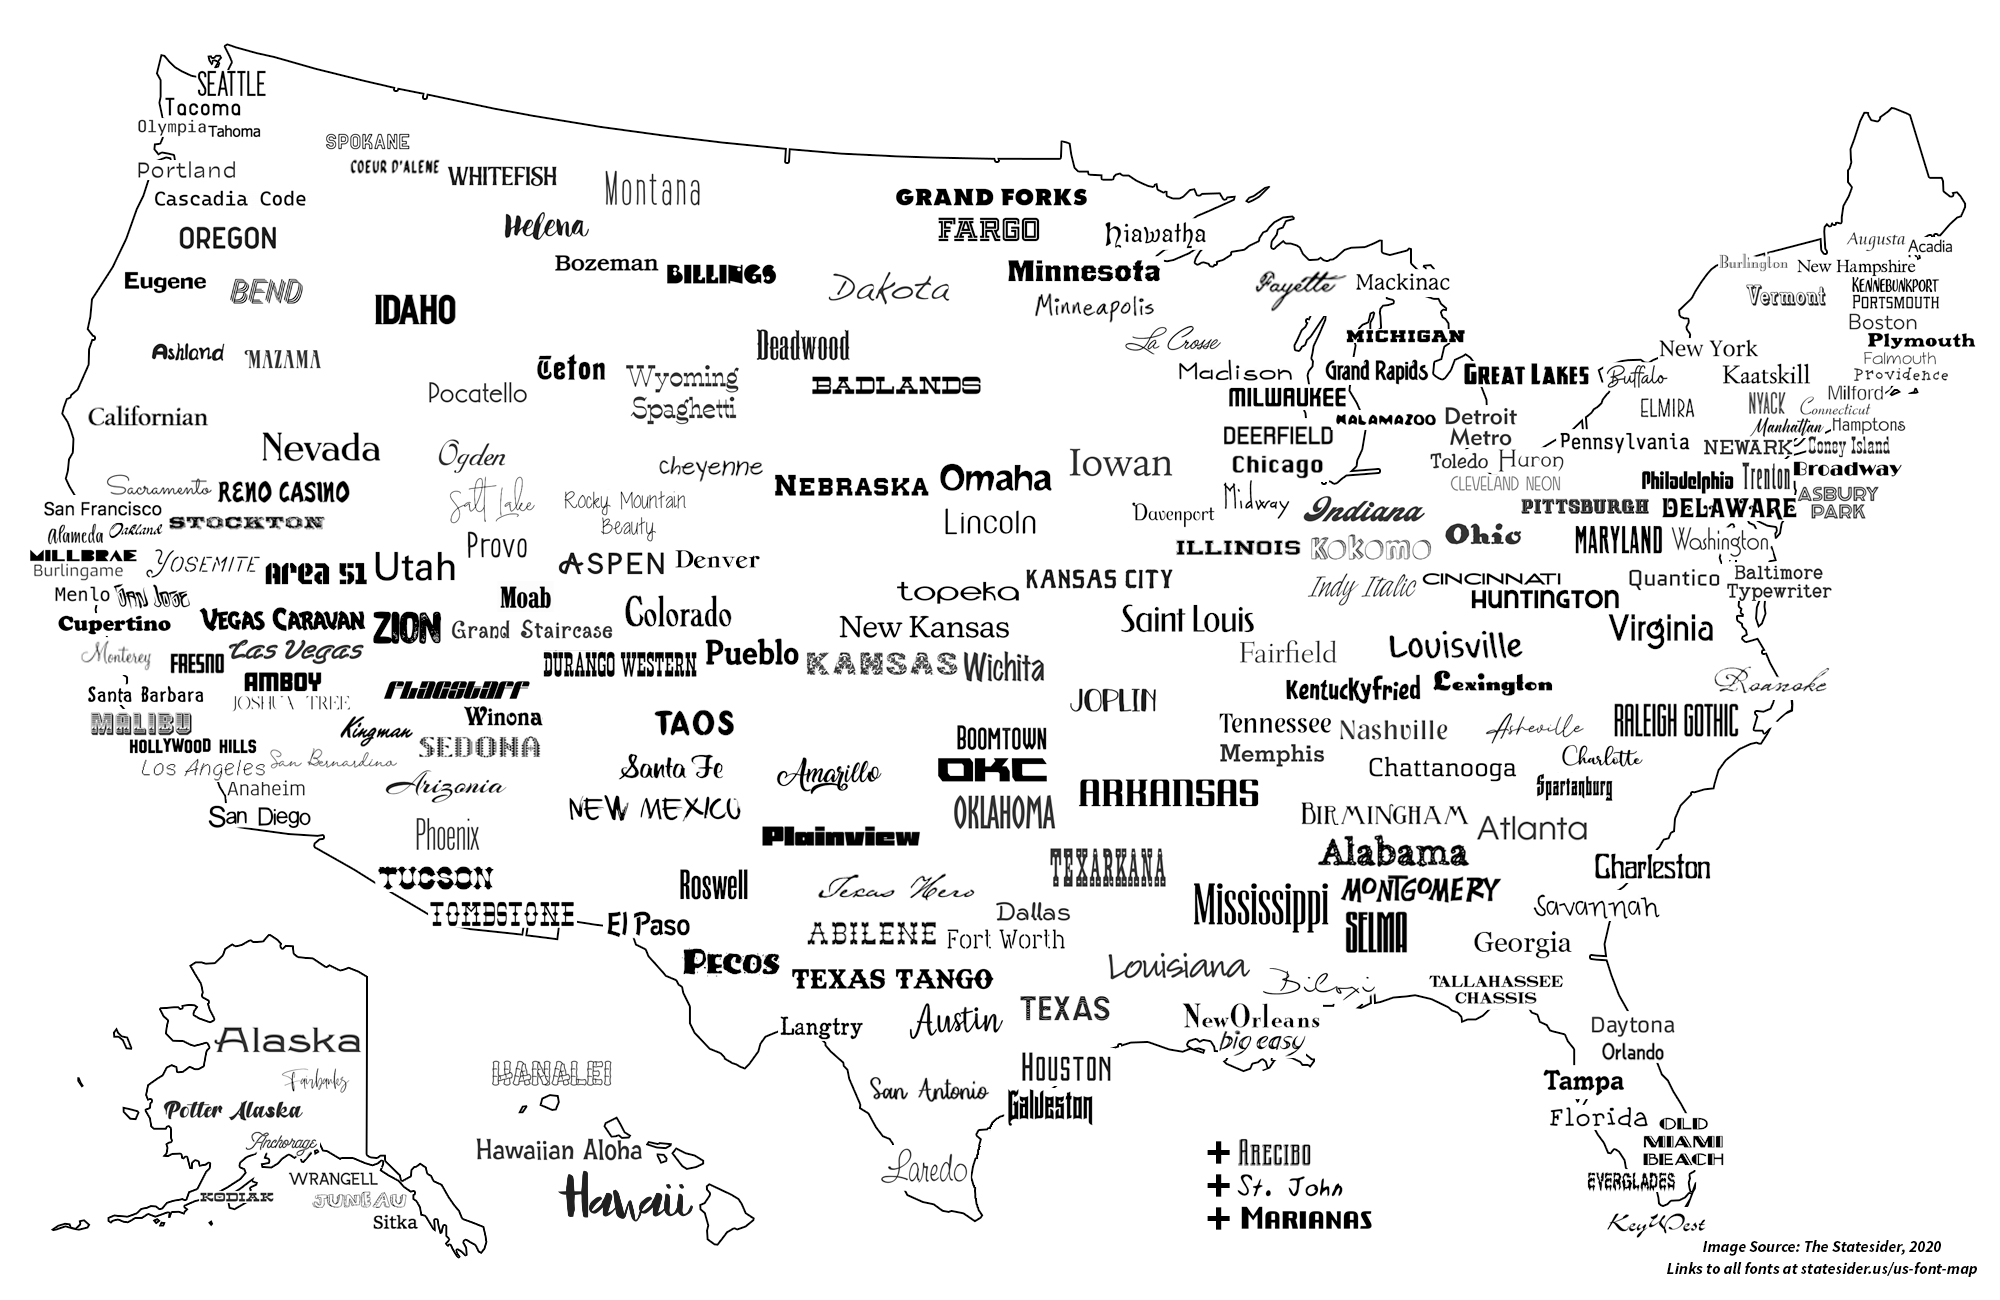 SEATTLE
Tacoma
Olympia
Tahoma
SPOKANE
COEUR D'ALENE
WHITEFISH
Montana
Portland
Cascadia Code
OREGON
Helena
Eugene
BEND
IDAHO
Bozeman
BILLINGS
GRAND FORKS
FARGO
Hiawatha
Dakota
Minnesota
Minneapolis
Fayette
Mackinac
Ashland
MAZAMA
Teton
Pocatello
Wyoming
Spaghetti
Deadwood
BADLANDS
La Crosse
Madison
MICHIGAN
Grand Rapids
GREAT LAKES
MILWAUKEE
KALAMAZOO
Detroit
Metro
DEERFIELD
Chicago
Toledo
Huron
CLEVELAND NEON
Augusta
Acadia
Burlington
New Hampshire
Vermont
KENNEBUNKPORT
PORTSMOUTH
Boston
Plymouth
Falmouth
Providence
New York
Buffalo
Kaatskill
ELMIRA
NYACK
Milford
Connecticut
Manhattan
Hamptons
Pennsylvania
NEWARK
Coney Island
Philadelphia
Trenton
Broadway
PITTSBURGH
DELAWARE
ASBURY
PARK
MARYLAND
Washington
Quantico
Baltimore
Typewriter
Californian
Nevada
Ogden
cheyenne
NEBRASKA
Omaha
Iowan
Sacramento
RENO CASINO
Salt Lake
Rocky Mountain
Beauty
Lincoln
Davenport
Midway
Indiana
Ohio
San Francisco
Alameda
Oakland
STOCKTON
Provo
ILLINOIS
KOKOMO
MILLBRAE
Burlingame
YOSEMITE
Area 51
Utah
ASPEN
Denver
topeka
KANSAS CITY
Indy Italic
CINCINNATI
HUNTINGTON
Menlo
SAN JOSE
Moab
Colorado
Saint Louis
Virginia
Cupertino
VEGAS CARAVAN
ZION
Grand Staircase
New Kansas
Louisville
Monterey
FRESNO
Las Vegas
DURANGO WESTERN
Pueblo
KANSAS
Wichita
Fairfield
Kentuckyfried
Lexington
Roanoke
Santa Barbara
AMBOY
JOSHUA TREE
FLAGSTAFF
Winona
JOPLIN
MALIBU
Kingman
SEDONA
TAOS
BOOMTOWN
Tennessee
Nashville
Asheville
RALEIGH GOTHIC
HOLLYWOOD HILLS
San Bernardino
Los Angeles
Memphis
Charlotte
Anaheim
Arizonia
Santa Fe
Amarillo
OKC
Chattanooga
Spartanburg
San Diego
NEW MEXICO
OKLAHOMA
ARKANSAS
BIRMINGHAM
Atlanta
Phoenix
Plainview
Alabama
TUCSON
Roswell
Texas Hero
TEXARKANA
Mississippi
MONTGOMERY
Charleston
TOMBSTONE
El Paso
ABILENE
Dallas
Fort Worth
SELMA
Savannah
Georgia
PECOS
TEXAS TANGO
Louisiana
Biloxi
TALLAHASSEE
CHASSIS
Langtry
Austin
TEXAS
NewOrleans
big easy
Daytona
Orlando
San Antonio
HOUSTON
Galveston
Tampa
Florida
OLD
MIAMI
BEACH
Laredo
EVERGLADES
KeyWest
Alaska
Fairbanks
Potter Alaska
Anchorage
WRANGELL
KODIAK
JUNEAU
Sitka
HANALEI
Hawaiian Aloha
Hawaii
+ ARECIBO
+ St. John
+ MARIANAS
Image Source: The Statesider, 2020
Links to all fonts at statesider.us/us-font-map